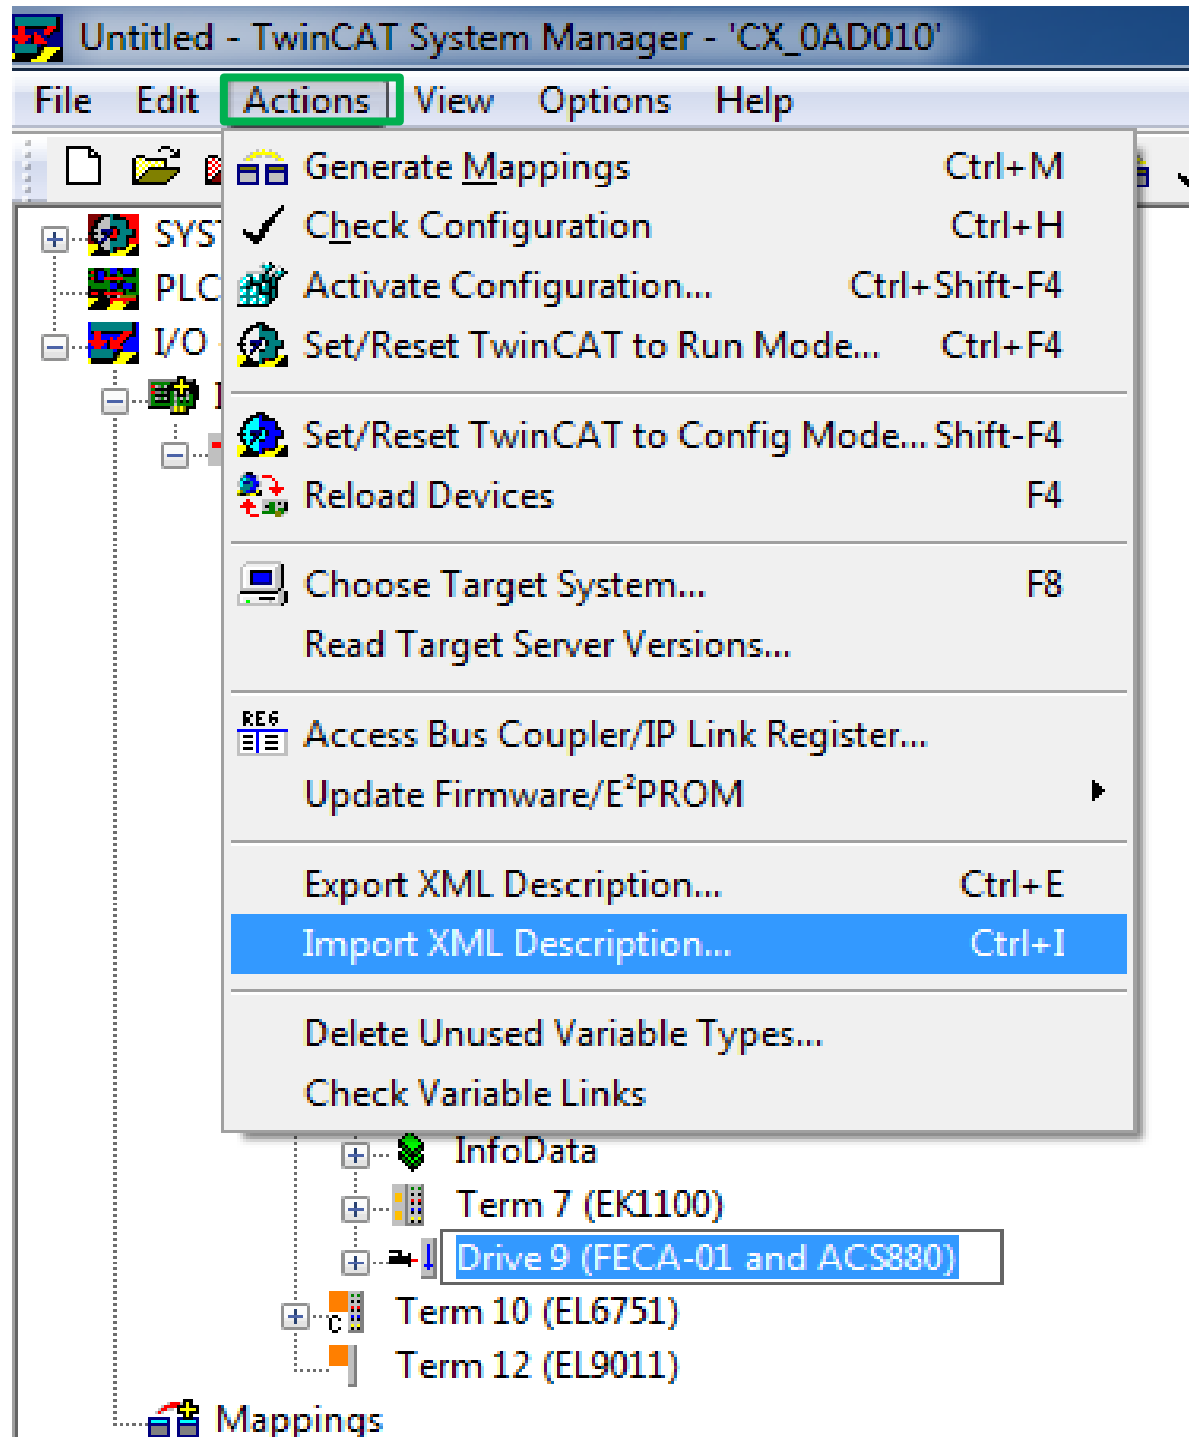 Untitled - TwinCAT System Manager - 'CX_0AD010'
File Edit Actions View Options Help
Generate Mappings Ctrl+M
SYS Check Configuration Ctrl+H
PLC Activate Configuration... Ctrl+Shift-F4
I/O Set/Reset TwinCAT to Run Mode... Ctrl+F4
Set/Reset TwinCAT to Config Mode... Shift-F4
Reload Devices F4
Choose Target System... F8
Read Target Server Versions...
REG Access Bus Coupler/IP Link Register...
Update Firmware/E²PROM
Export XML Description... Ctrl+E
Import XML Description... Ctrl+I
Delete Unused Variable Types...
Check Variable Links
InfoData
Term 7 (EK1100)
Drive 9 (FECA-01 and ACS880)
C Term 10 (EL6751)
Term 12 (EL9011)
Mappings